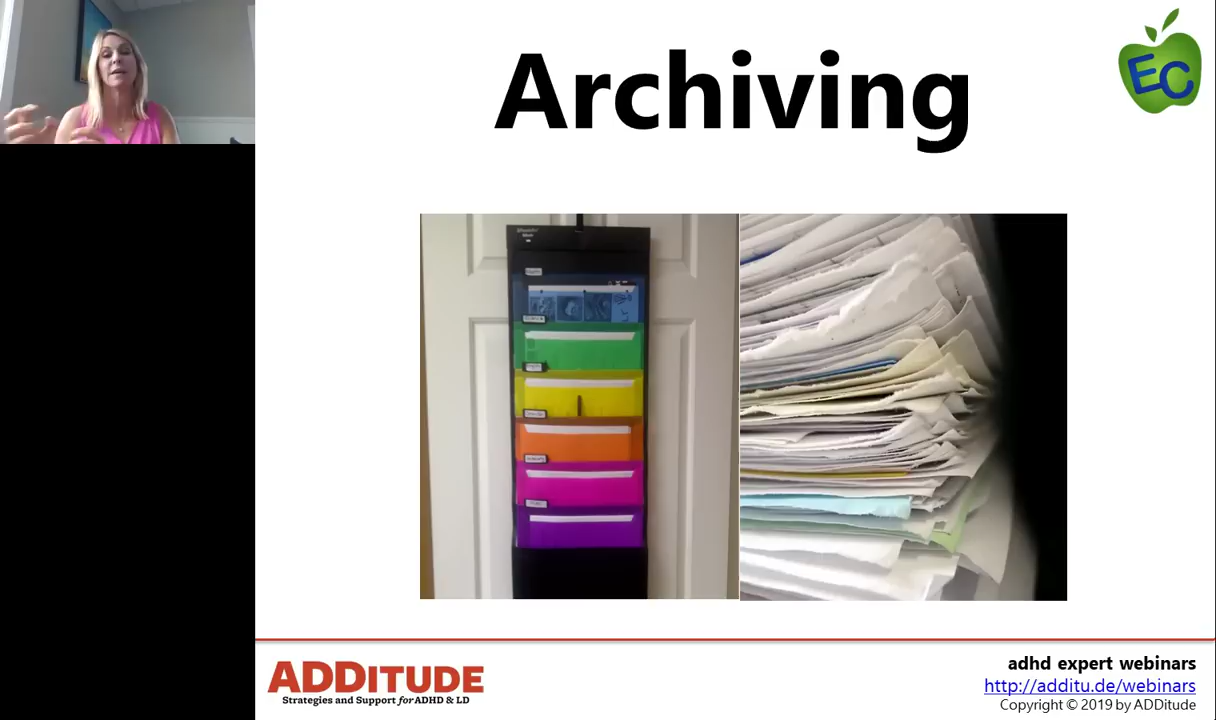 Archiving
EC
ADDITUDE
Strategies and Support for ADHD & LD
adhd expert webinars
http://additu.de/webinars
Copyright © 2019 by ADDitude